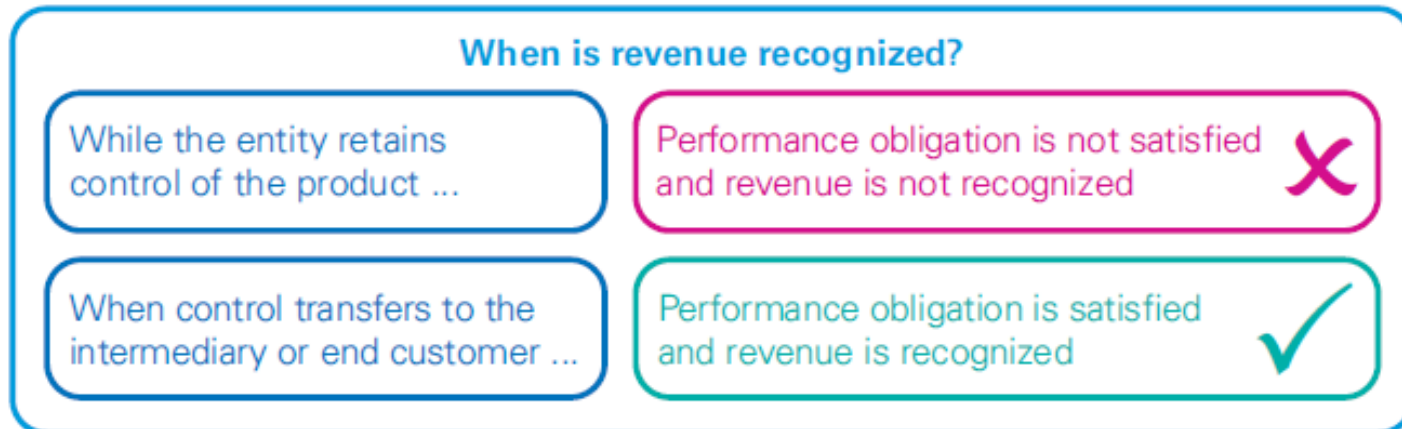 When is revenue recognized?
While the entity retains
control of the product ...
Performance obligation is not satisfied
and revenue is not recognized
When control transfers to the
intermediary or end customer ...
Performance obligation is satisfied
and revenue is recognized